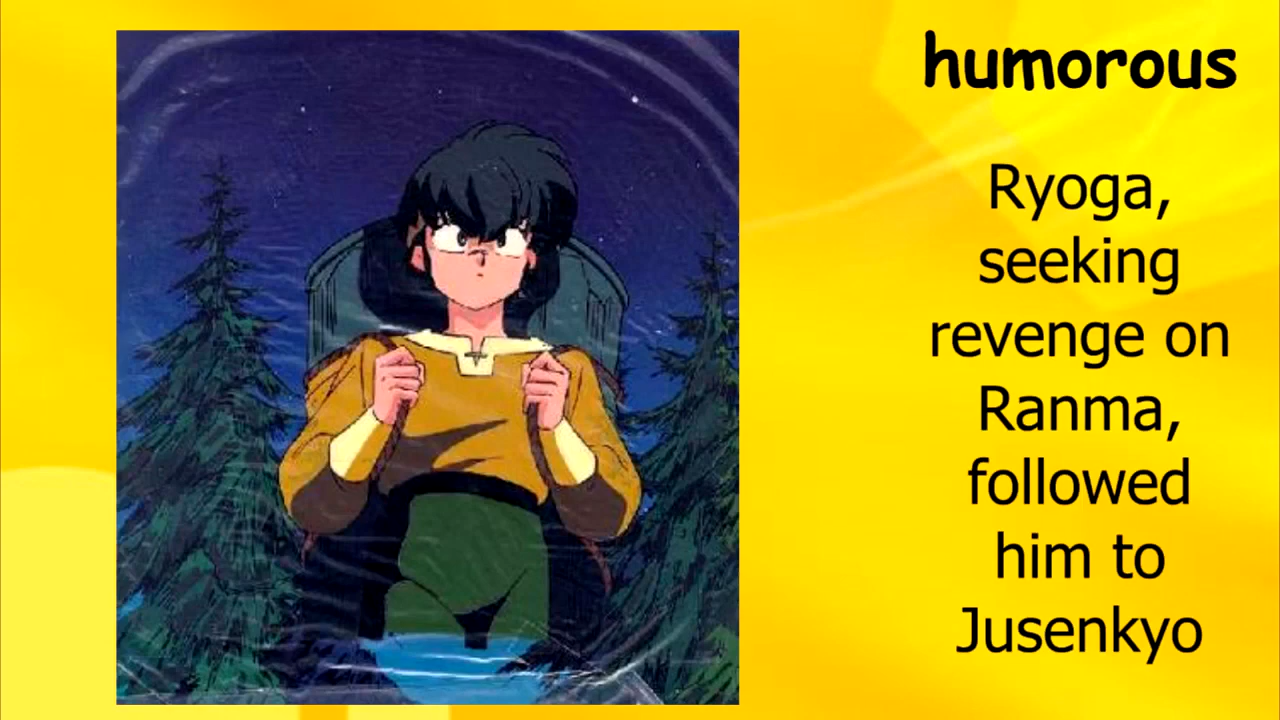 humorous
Ryoga,
seeking
revenge on
Ranma,
followed
him to
Jusenkyo